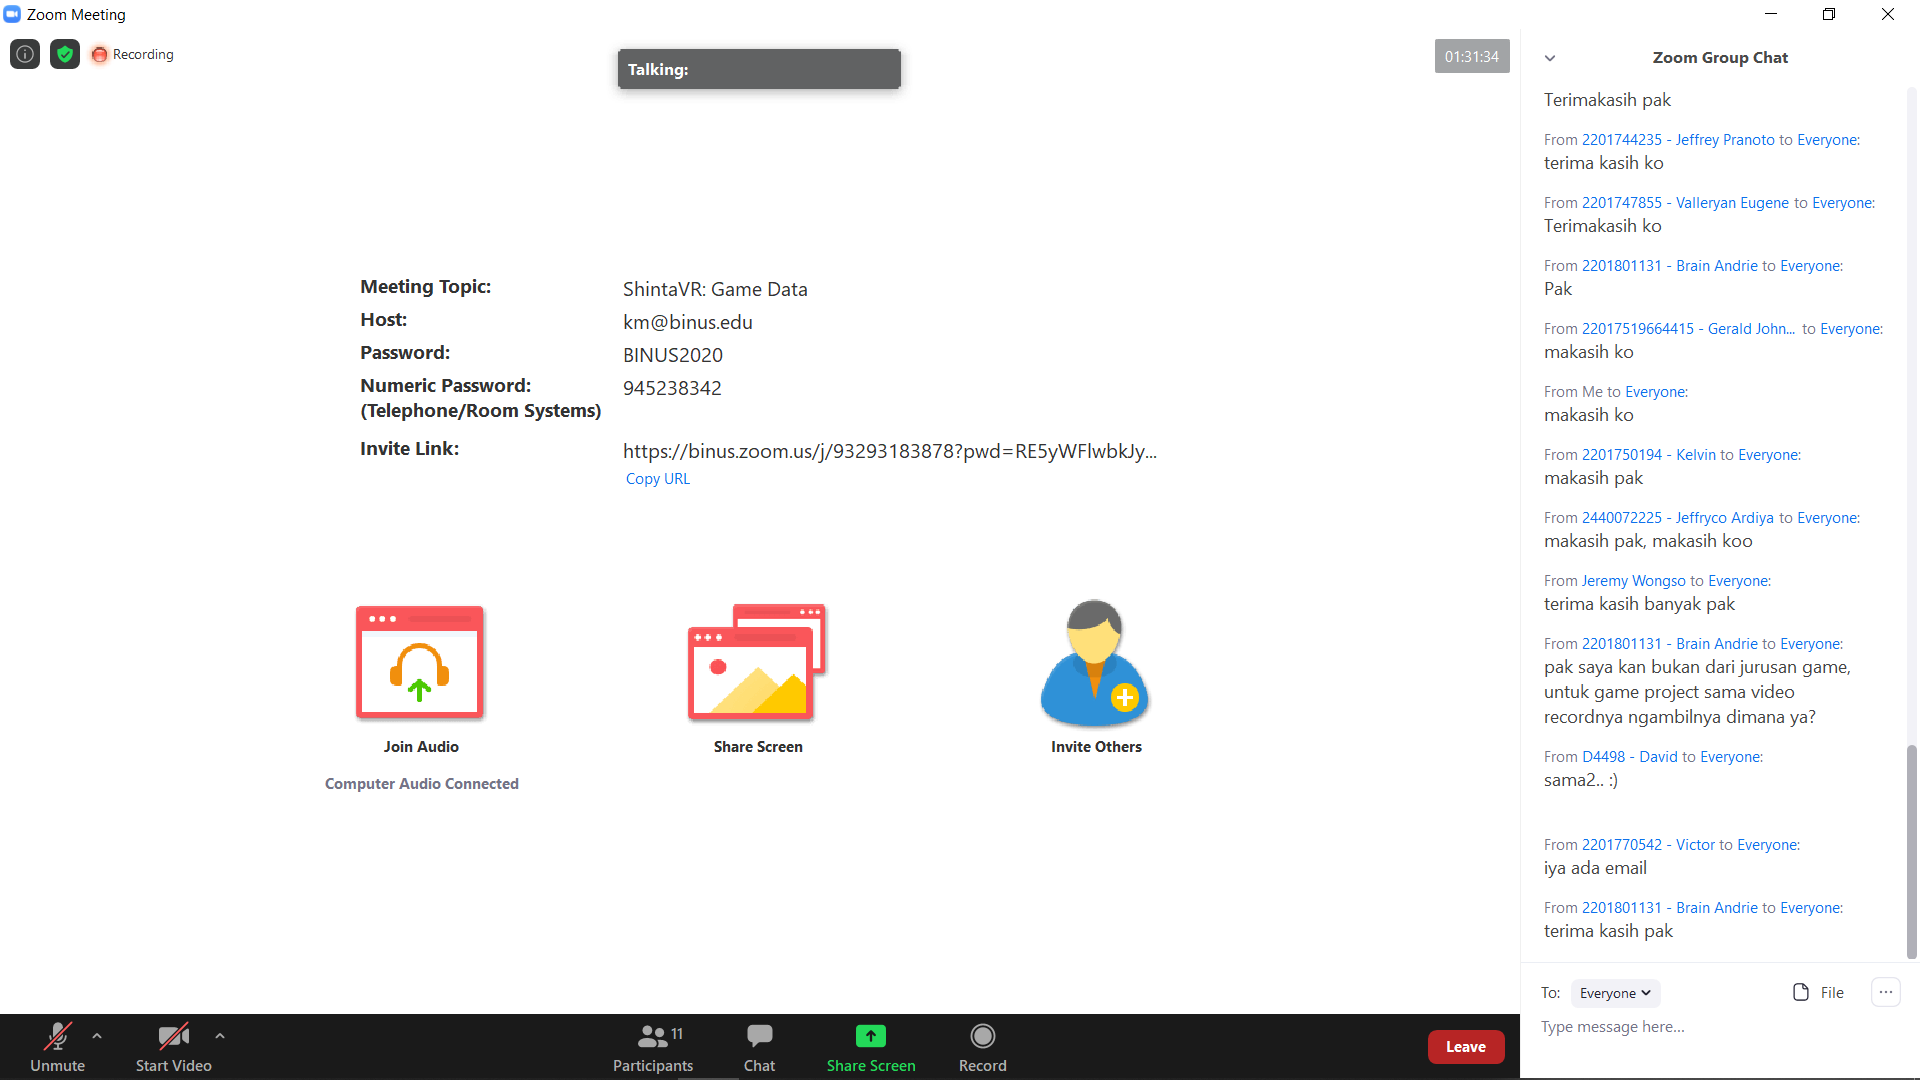 Zoom Meeting
Recording
Talking:
01:31:34
Meeting Topic: ShintaVR: Game Data
Host: km@binus.edu
Password: BINUS2020
Numeric Password: 945238342
(Telephone/Room Systems)
Invite Link: https://binus.zoom.us/j/93293183878?pwd=RE5yWFlwbkJy...
Copy URL
Join Audio
Computer Audio Connected
Share Screen
Invite Others
Zoom Group Chat
Terimakasih pak
From 2201744235 - Jeffrey Pranoto to Everyone:
terima kasih ko
From 2201747855 - Valleryan Eugene to Everyone:
Terimakasih ko
From 2201801131 - Brain Andrie to Everyone:
Pak
From 22017519664415 - Gerald John... to Everyone:
makasih ko
From Me to Everyone:
makasih ko
From 2201750194 - Kelvin to Everyone:
makasih pak
From 2440072225 - Jeffryco Ardiya to Everyone:
makasih pak, makasih koo
From Jeremy Wongso to Everyone:
terima kasih banyak pak
From 2201801131 - Brain Andrie to Everyone:
pak saya kan bukan dari jurusan game,
untuk game project sama video
recordnya ngambilnya dimana ya?
From D4498 - David to Everyone:
sama2.. :)
From 2201770542 - Victor to Everyone:
iya ada email
From 2201801131 - Brain Andrie to Everyone:
terima kasih pak
To: Everyone File ...
Type message here...
Unmute
Start Video
11
Participants
Chat
Share Screen
Record
Leave